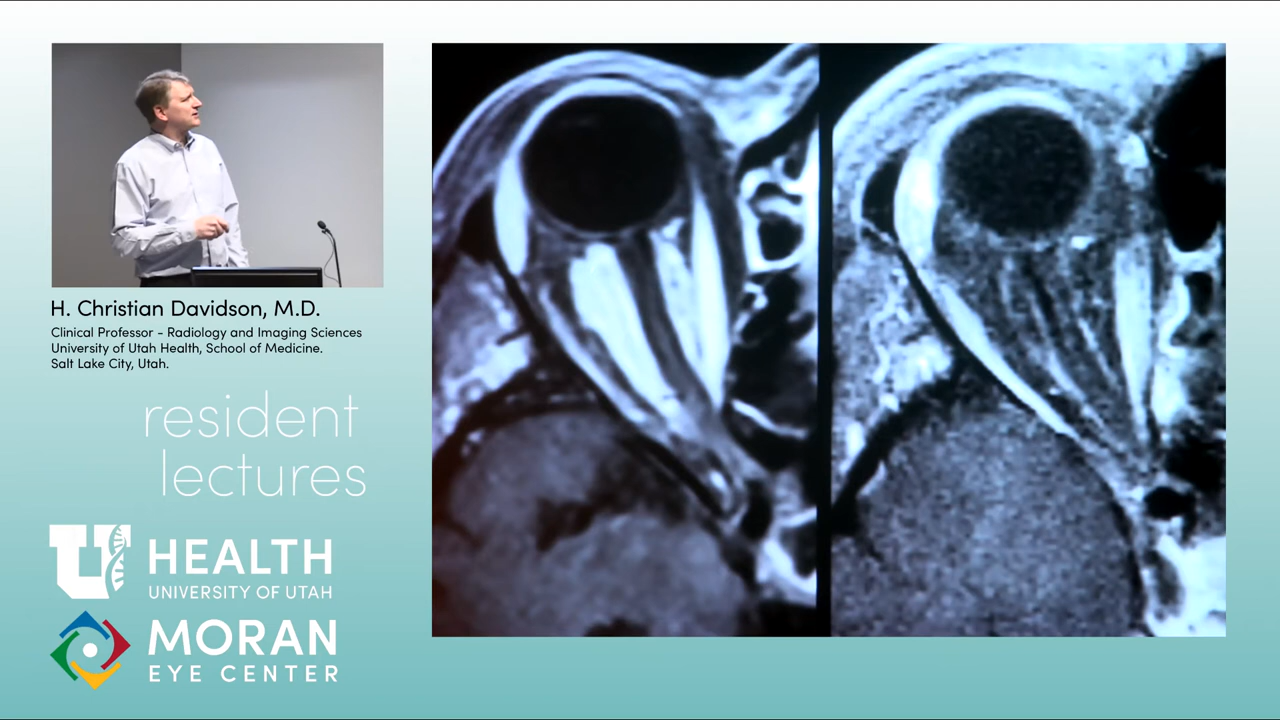 H. Christian Davidson, M.D.
Clinical Professor - Radiology and Imaging Sciences
University of Utah Health, School of Medicine.
Salt Lake City, Utah.
resident
lectures
U HEALTH
UNIVERSITY OF UTAH
MORAN
EYE CENTER